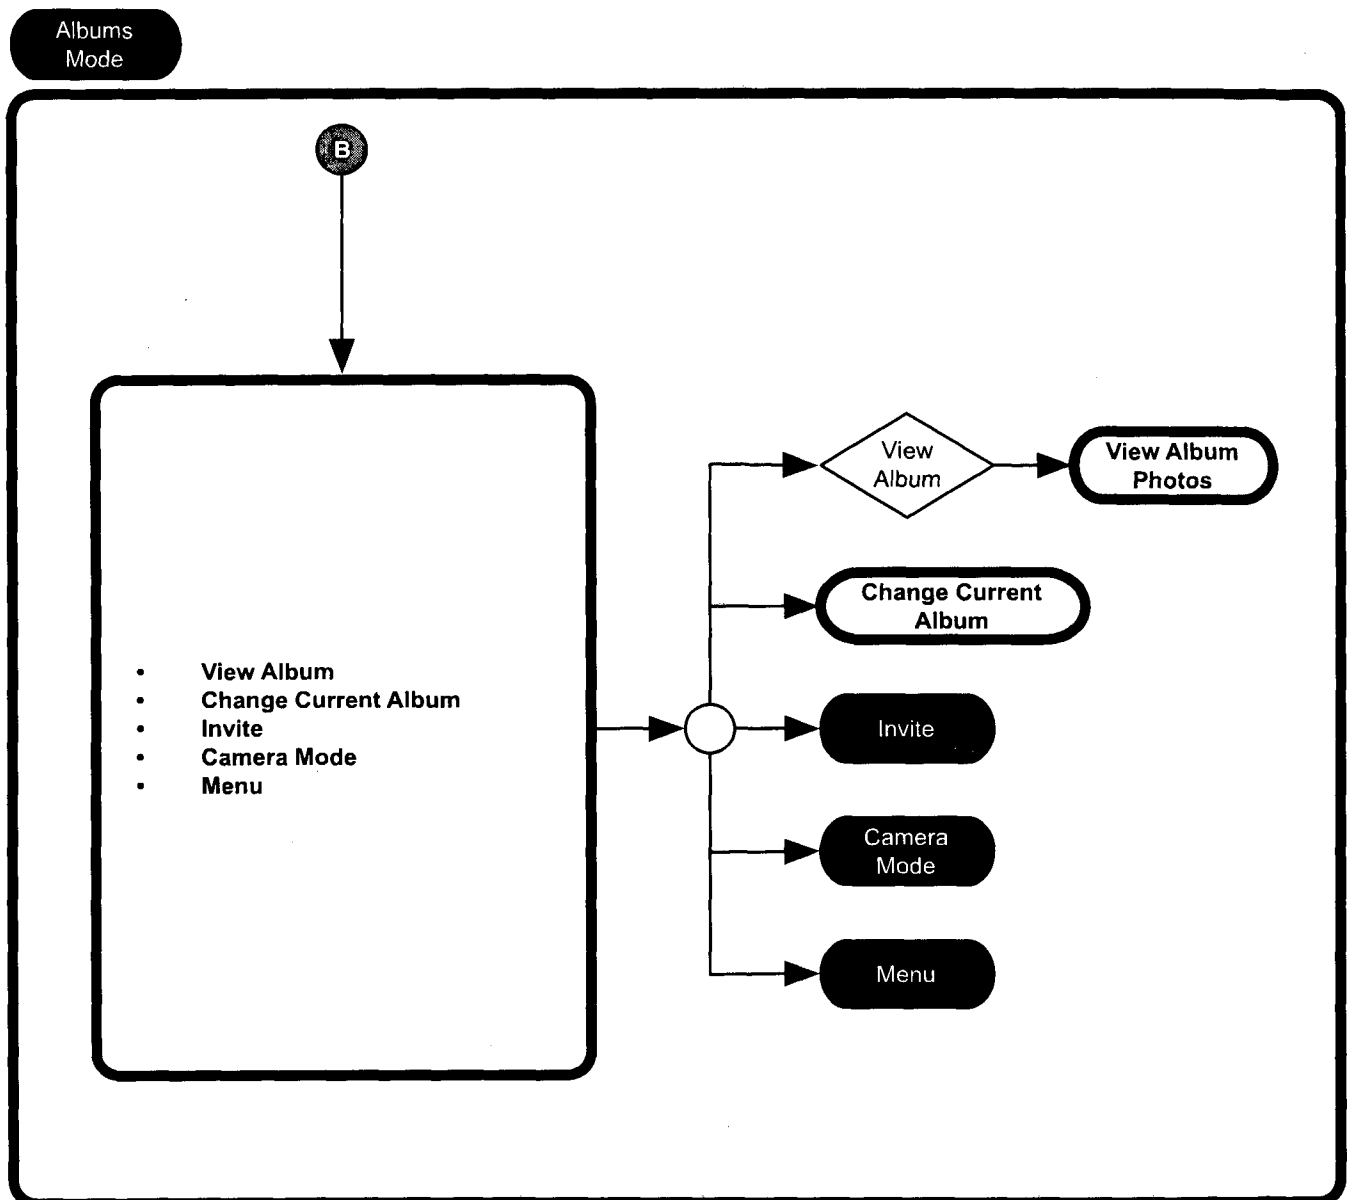 Albums
Mode
B
View Album
Photos
View
Album
Change Current
Album
• View Album
• Change Current Album
• Invite
• Camera Mode
• Menu
Invite
Camera
Mode
Menu